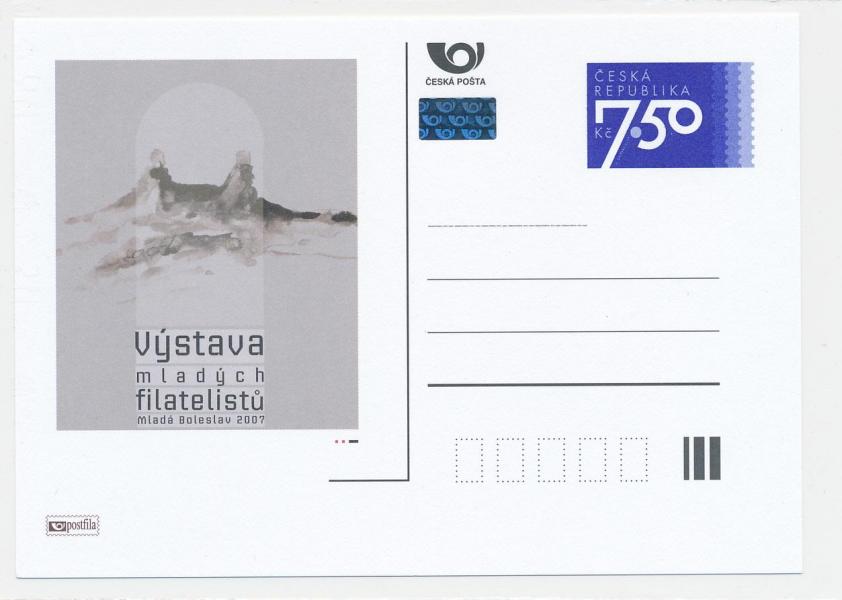 Výstava
mladých
filatelistů
Mladá Boleslav 2007
postfila
ČESKÁ POŠTA
ČESKÁ
REPUBLIKA
Kč 7.50